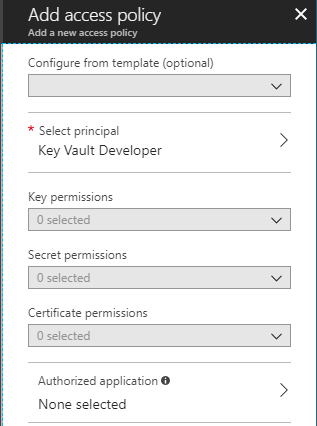 Add access policy
Add a new access policy
Configure from template (optional)
* Select principal
Key Vault Developer
Key permissions
0 selected
Secret permissions
0 selected
Certificate permissions
0 selected
Authorized application
None selected